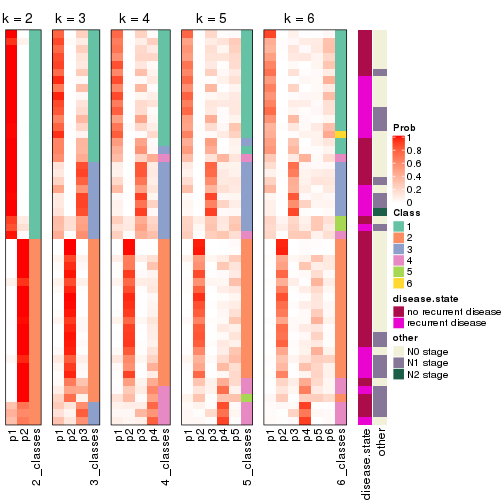 k = 2
k = 3
k = 4
k = 5
k = 6
Prob
1
0.8
0.6
0.4
0.2
0
Class
1
2
3
4
5
6
disease.state
no recurrent disease
recurrent disease
other
N0 stage
N1 stage
N2 stage
p1
p2
2_classes
p1
p2
p3
3_classes
p1
p2
p3
p4
4_classes
p1
p2
p3
p4
p5
5_classes
p1
p2
p3
p4
p5
p6
6_classes
disease.state
other